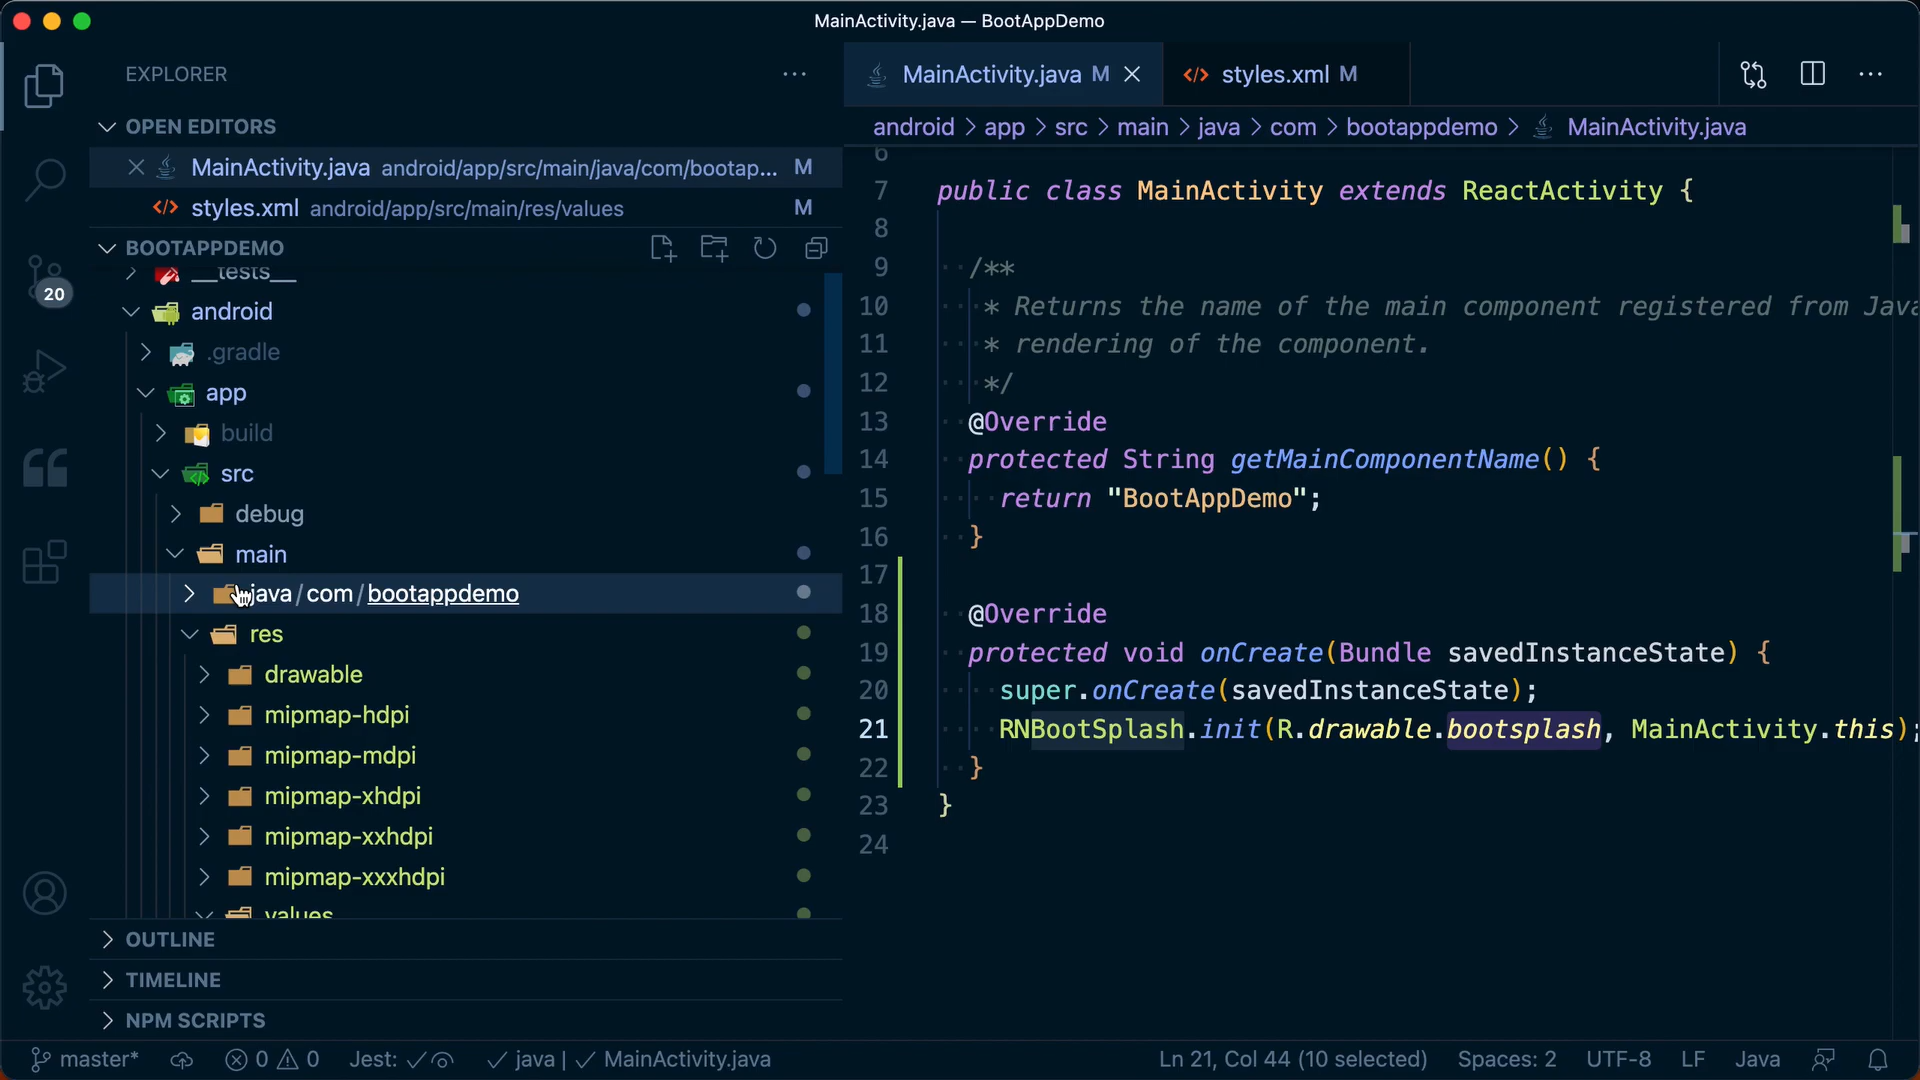 MainActivity.java — BootAppDemo
EXPLORER
OPEN EDITORS
MainActivity.java android/app/src/main/java/com/bootap... M
styles.xml android/app/src/main/res/values M
BOOTAPPDEMO
__tests__
android
.gradle
app
build
src
debug
main
java/com/bootappdemo
res
drawable
mipmap-hdpi
mipmap-mdpi
mipmap-xhdpi
mipmap-xxhdpi
mipmap-xxxhdpi
values
OUTLINE
TIMELINE
NPM SCRIPTS
20
MainActivity.java M
styles.xml M
android > app > src > main > java > com > bootappdemo > MainActivity.java
6
7 public class MainActivity extends ReactActivity {
8
9 /**
10 * Returns the name of the main component registered from Java
11 * rendering of the component.
12 */
13 @Override
14 protected String getMainComponentName() {
15 return "BootAppDemo";
16 }
17
18 @Override
19 protected void onCreate(Bundle savedInstanceState) {
20 super.onCreate(savedInstanceState);
21 RNBootSplash.init(R.drawable.bootsplash, MainActivity.this);
22 }
23 }
24
master* 0 0 Jest: java | MainActivity.java Ln 21, Col 44 (10 selected) Spaces: 2 UTF-8 LF Java